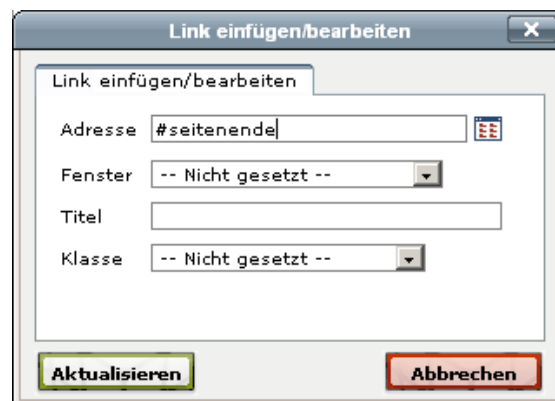 Link einfügen/bearbeiten
Link einfügen/bearbeiten
Adresse #seitenende
Fenster -- Nicht gesetzt --
Titel
Klasse -- Nicht gesetzt --
Aktualisieren Abbrechen